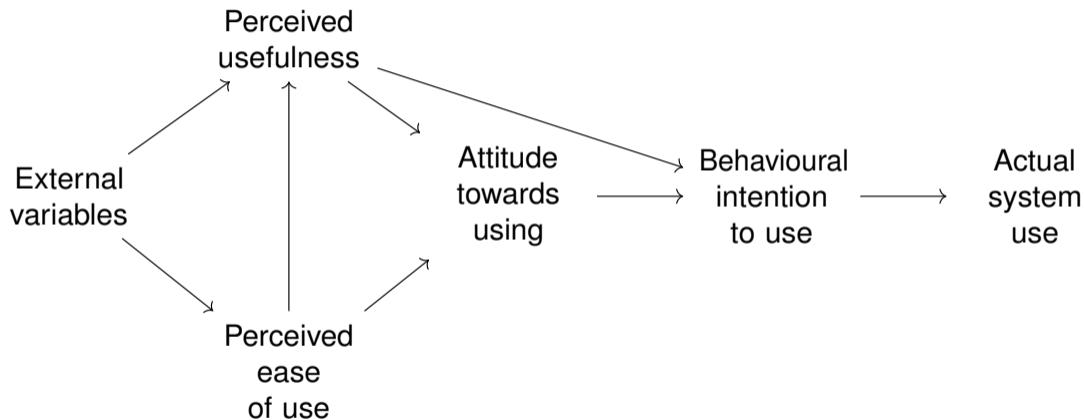 Perceived
usefulness
External
variables
Attitude
towards
using
Behavioural
intention
to use
Actual
system
use
Perceived
ease
of use